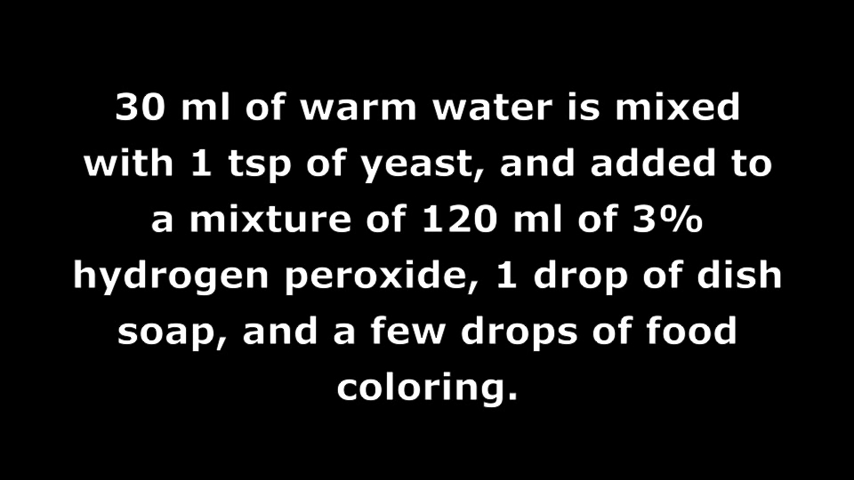 30 ml of warm water is mixed
with 1 tsp of yeast, and added to
a mixture of 120 ml of 3%
hydrogen peroxide, 1 drop of dish
soap, and a few drops of food
coloring.